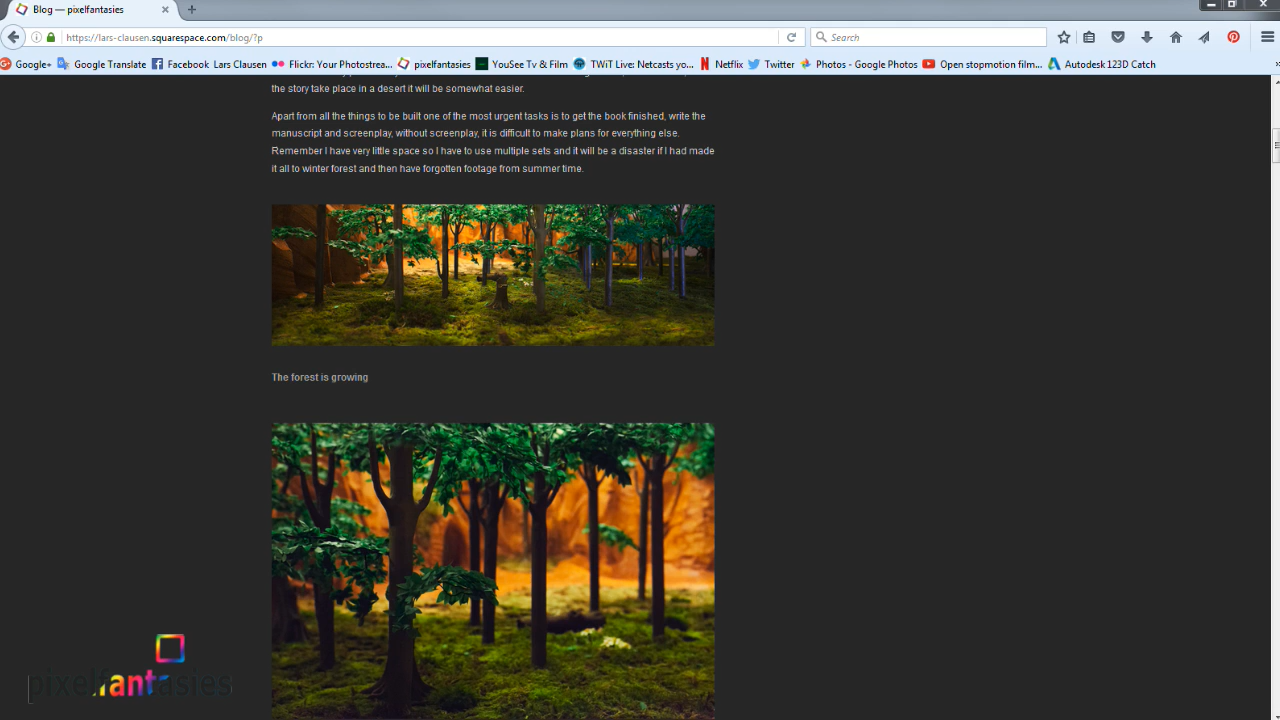 Blog — pixelfantasies
https://lars-clausen.squarespace.com/blog/?p
Search
Google+ Google Translate Facebook Lars Clausen Flickr: Your Photostrea... pixelfantasies YouSee Tv & Film TWiT Live: Netcasts yo... Netflix Twitter Photos - Google Photos Open stopmotion film... Autodesk 123D Catch
the story take place in a desert it will be somewhat easier.
Apart from all the things to be built one of the most urgent tasks is to get the book finished, write the
manuscript and screenplay, without screenplay, it is difficult to make plans for everything else.
Remember I have very little space so I have to use multiple sets and it will be a disaster if I had made
it all to winter forest and then have forgotten footage from summer time.
The forest is growing
pixelfantasies